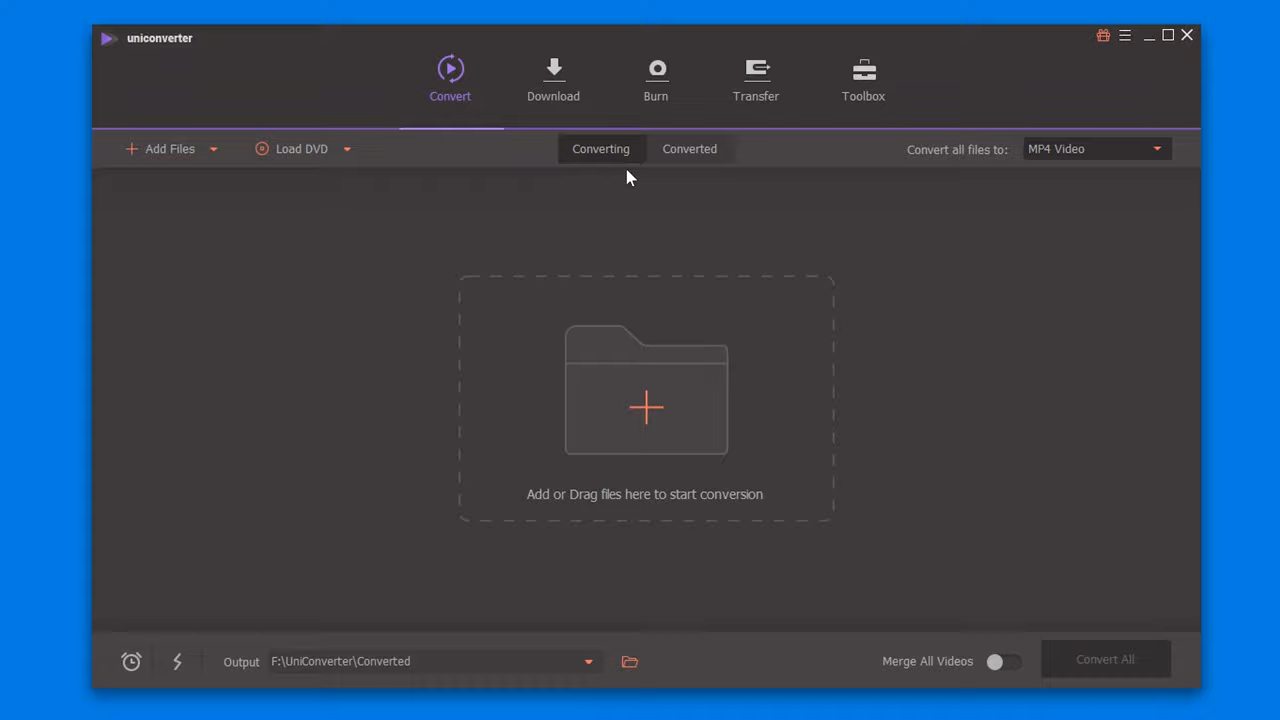 uniconverter
Convert
Download
Burn
Transfer
Toolbox
Add Files
Load DVD
Converting
Converted
Convert all files to:
MP4 Video
Add or Drag files here to start conversion
Output
F:\UniConverter\Converted
Merge All Videos
Convert All